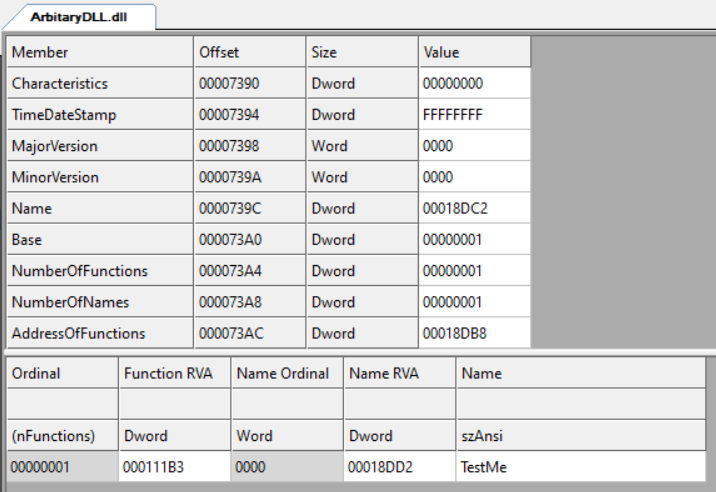 ArbitaryDLL.dll
Member Offset Size Value
Characteristics 00007390 Dword 00000000
TimeDateStamp 00007394 Dword FFFFFFFF
MajorVersion 00007398 Word 0000
MinorVersion 0000739A Word 0000
Name 0000739C Dword 00018DC2
Base 000073A0 Dword 00000001
NumberOfFunctions 000073A4 Dword 00000001
NumberOfNames 000073A8 Dword 00000001
AddressOfFunctions 000073AC Dword 00018DB8
Ordinal Function RVA Name Ordinal Name RVA Name
(nFunctions) Dword Word Dword szAnsi
00000001 000111B3 0000 00018DD2 TestMe